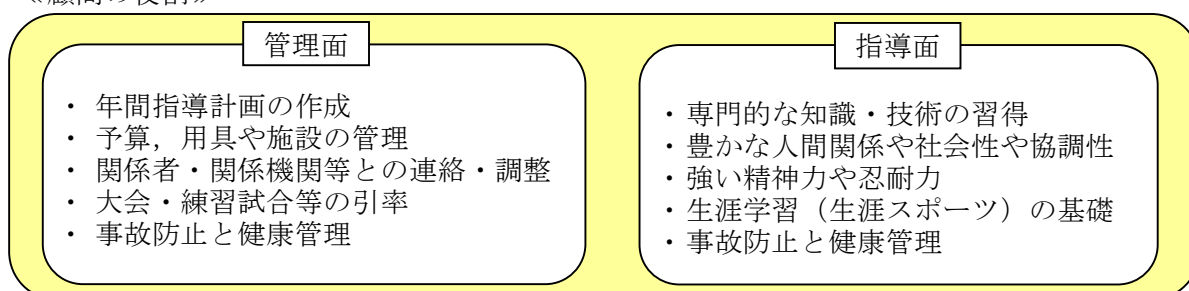 管理面
・ 年間指導計画の作成
・ 予算，用具や施設の管理
・ 関係者・関係機関等との連絡・調整
・ 大会・練習試合等の引率
・ 事故防止と健康管理
指導面
・専門的な知識・技術の習得
・豊かな人間関係や社会性や協調性
・強い精神力や忍耐力
・生涯学習（生涯スポーツ）の基礎
・事故防止と健康管理